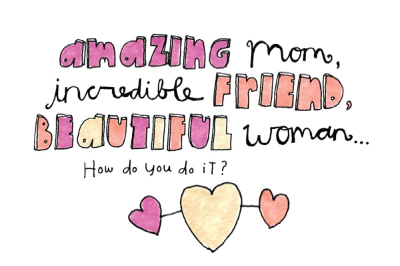 amazing mom,
incredible FRIEND,
BEAUTIFUL woman...
How do you do iT?